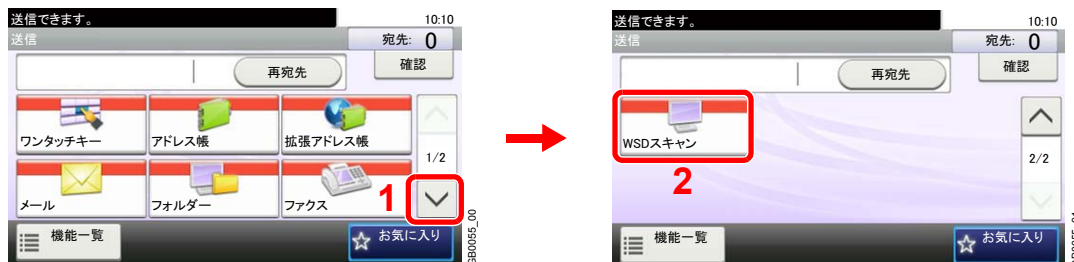 送信できます。 10:10
送信 宛先: 0
再宛先 確認
ワンタッチキー アドレス帳 拡張アドレス帳
1/2
メール フォルダー ファクス 1
機能一覧 お気に入り
GB0055_00
送信できます。 10:10
送信 宛先: 0
再宛先 確認
WSDスキャン
2/2
2
機能一覧 お気に入り